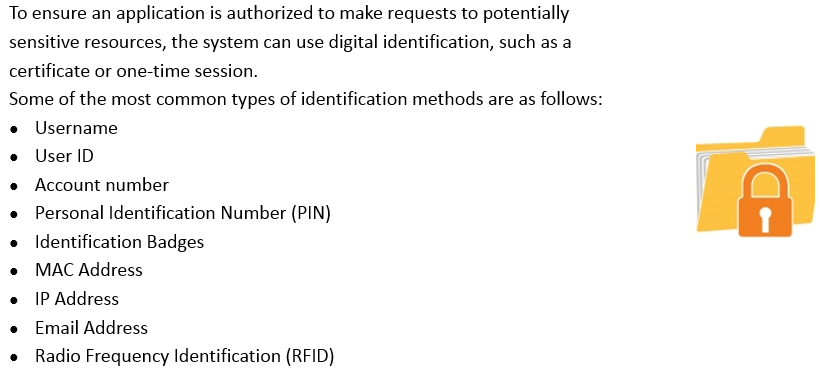 To ensure an application is authorized to make requests to potentially
sensitive resources, the system can use digital identification, such as a
certificate or one-time session.
Some of the most common types of identification methods are as follows:
• Username
• User ID
• Account number
• Personal Identification Number (PIN)
• Identification Badges
• MAC Address
• IP Address
• Email Address
• Radio Frequency Identification (RFID)